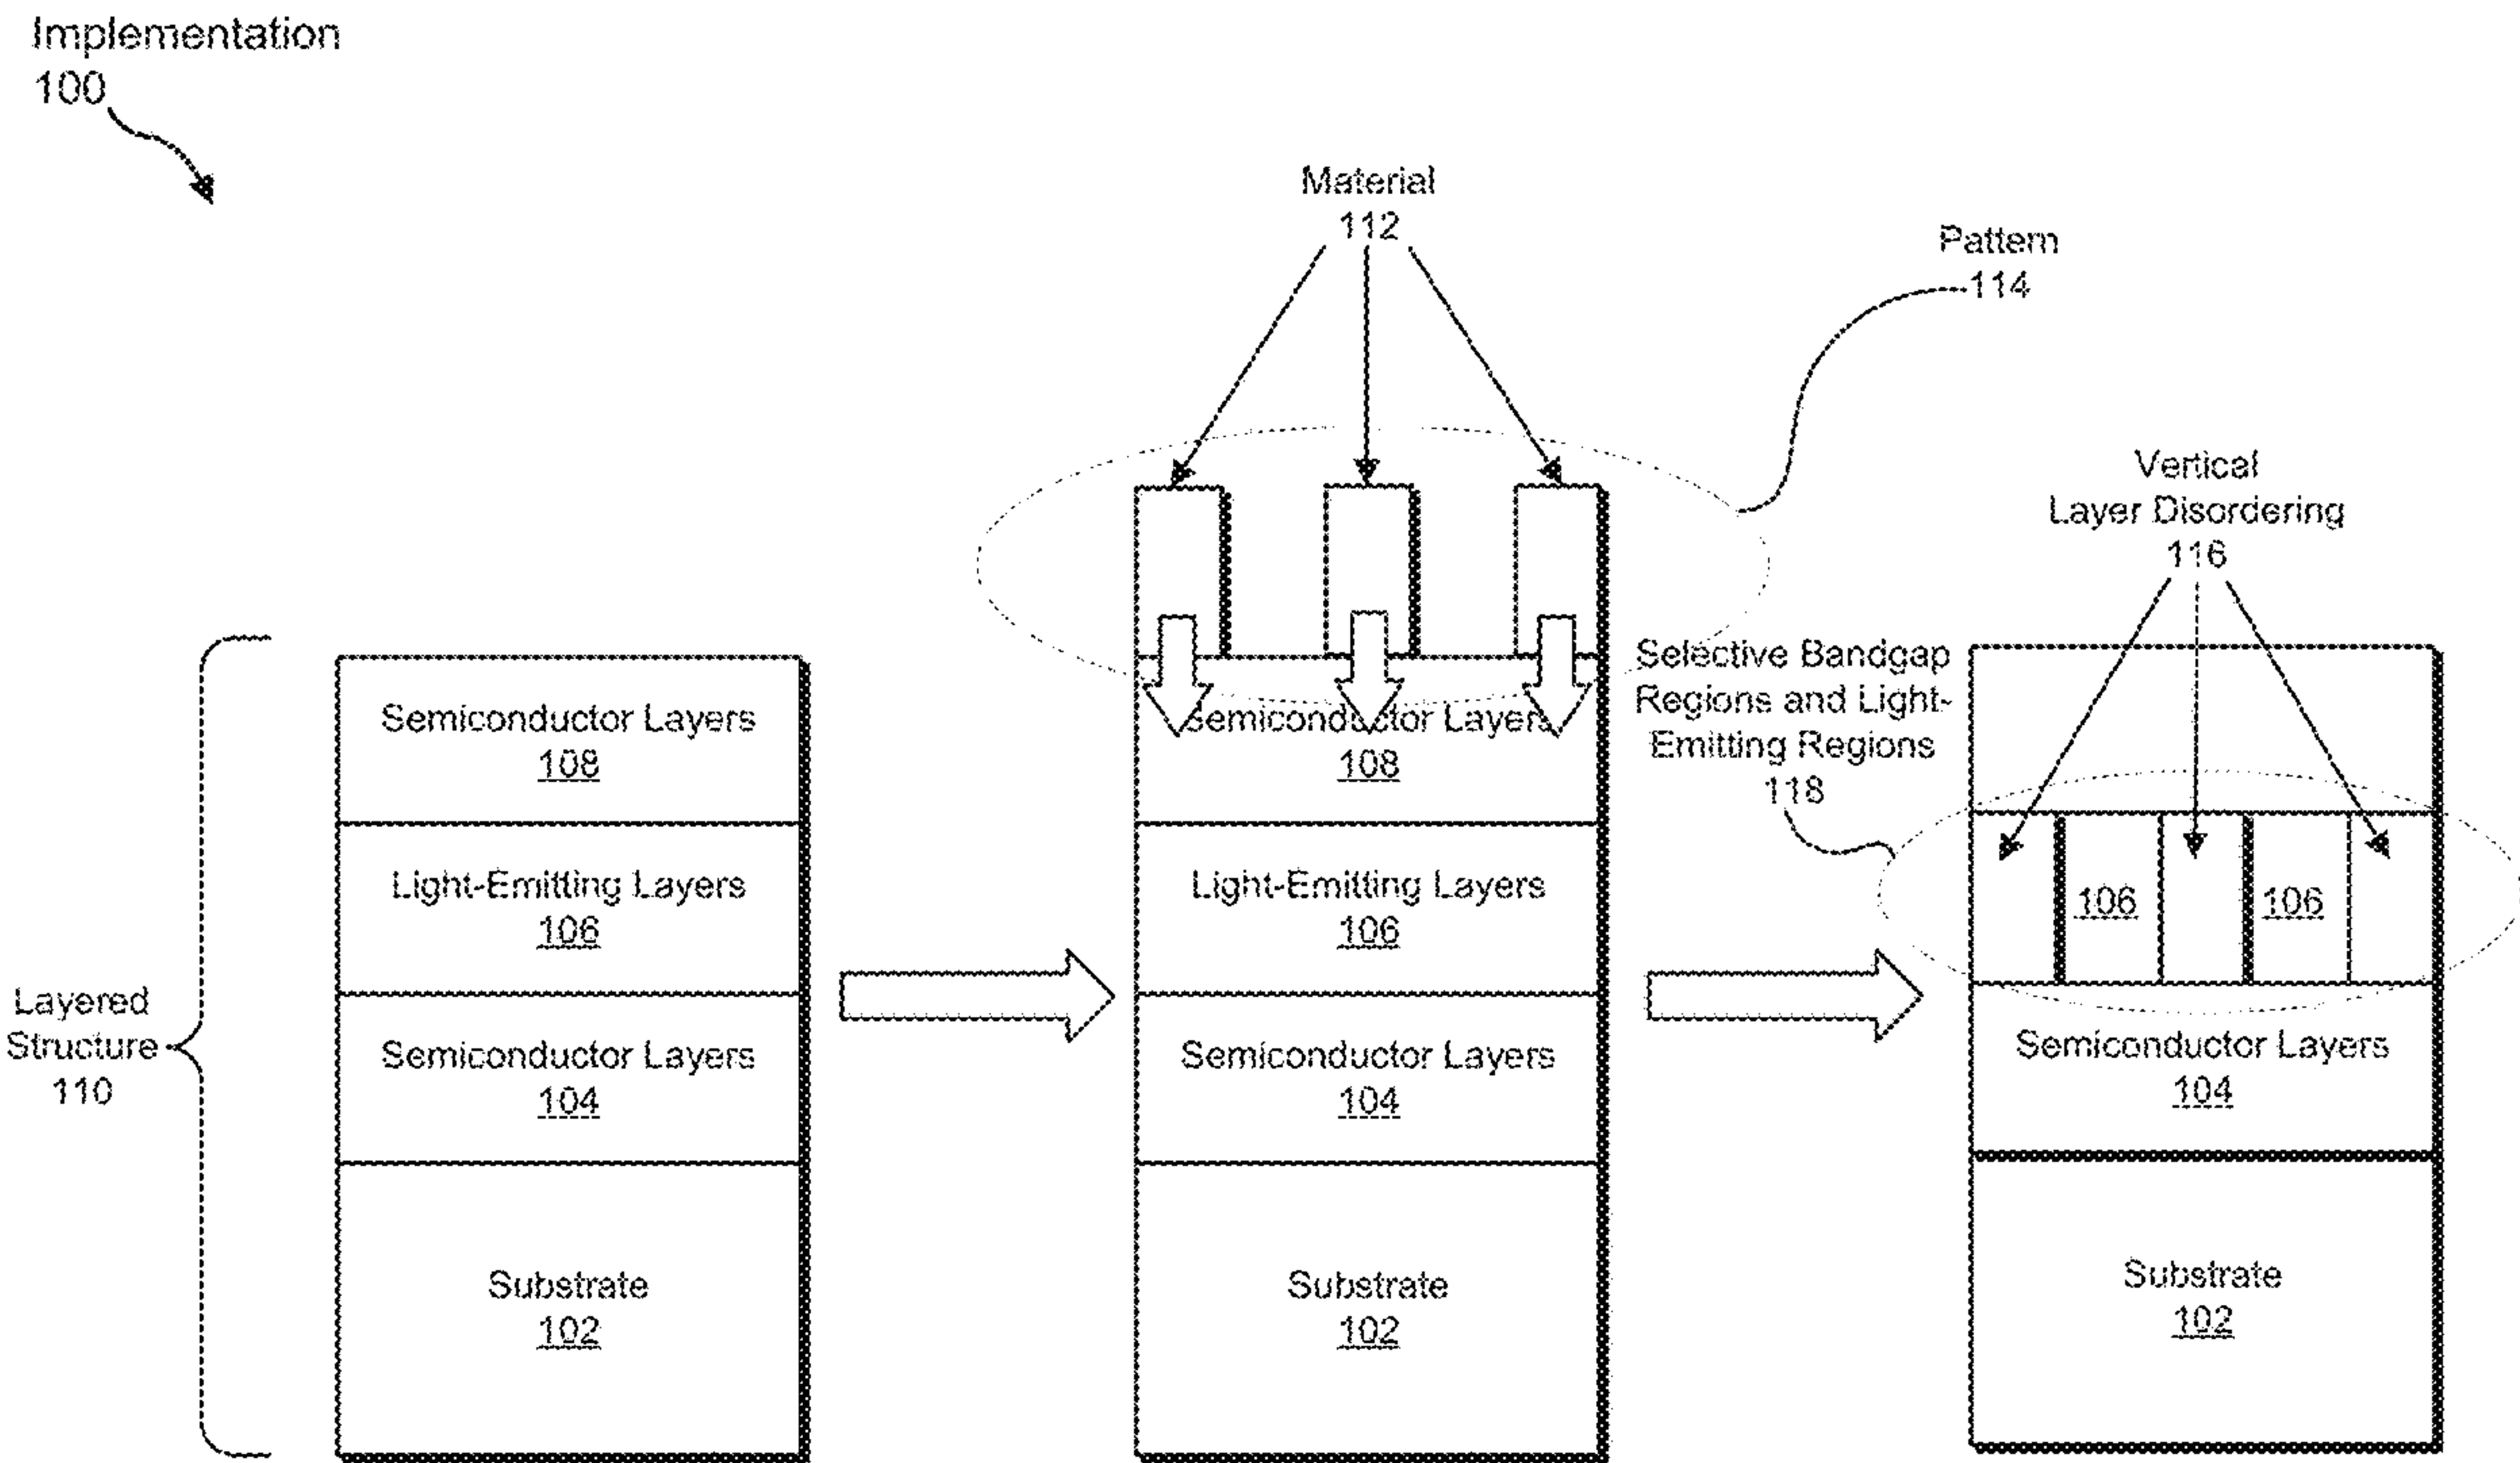 Implementation
100
Material
112
Pattern
114
Vertical
Layer Disordering
116
Selective Bandgap
Regions and Light-
Emitting Regions
118
Layered
Structure
110
Semiconductor Layers
108
Light-Emitting Layers
106
Semiconductor Layers
104
Substrate
102
Semiconductor Layers
108
Light-Emitting Layers
106
Semiconductor Layers
104
Substrate
102
106 106
Semiconductor Layers
104
Substrate
102